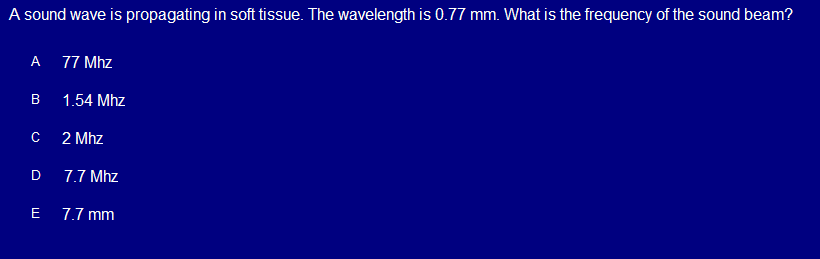 A sound wave is propagating in soft tissue. The wavelength is 0.77 mm. What is the frequency of the sound beam?
A 77 Mhz
B 1.54 Mhz
C 2 Mhz
D 7.7 Mhz
E 7.7 mm